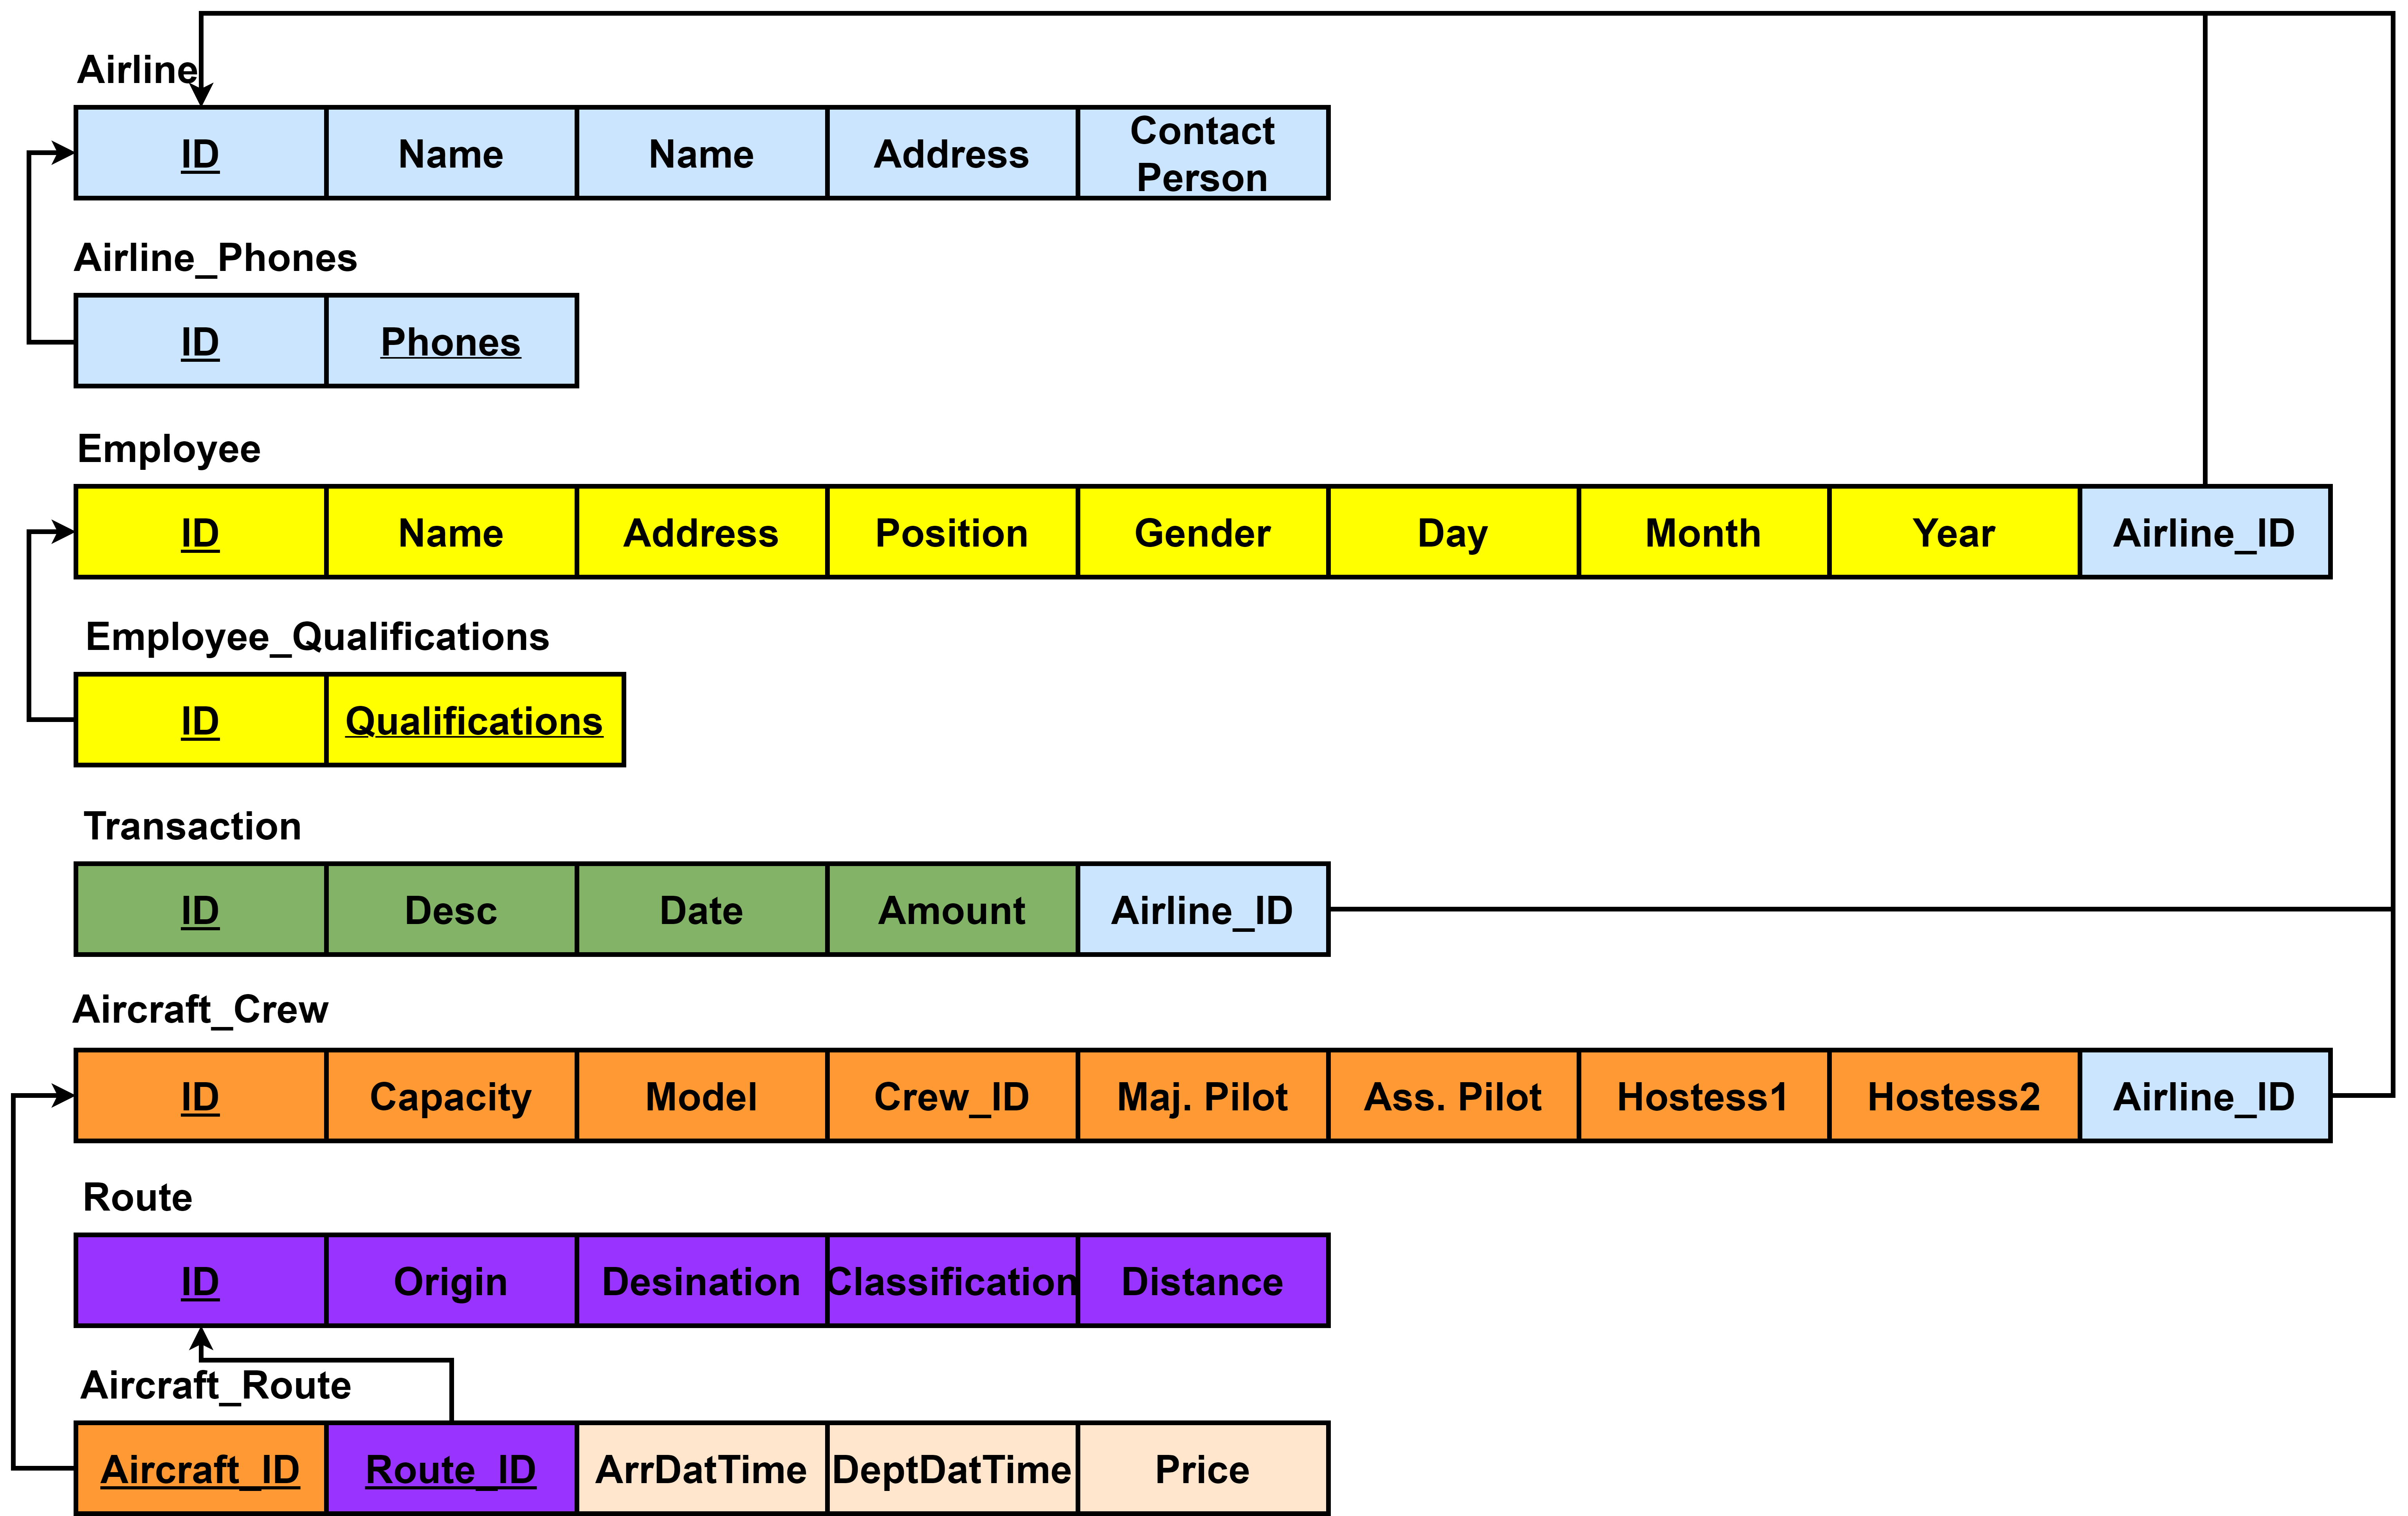 Airline
ID Name Name Address Contact Person
Airline_Phones
ID Phones
Employee
ID Name Address Position Gender Day Month Year Airline_ID
Employee_Qualifications
ID Qualifications
Transaction
ID Desc Date Amount Airline_ID
Aircraft_Crew
ID Capacity Model Crew_ID Maj. Pilot Ass. Pilot Hostess1 Hostess2 Airline_ID
Route
ID Origin Desination Classification Distance
Aircraft_Route
Aircraft_ID Route_ID ArrDatTime DeptDatTime Price